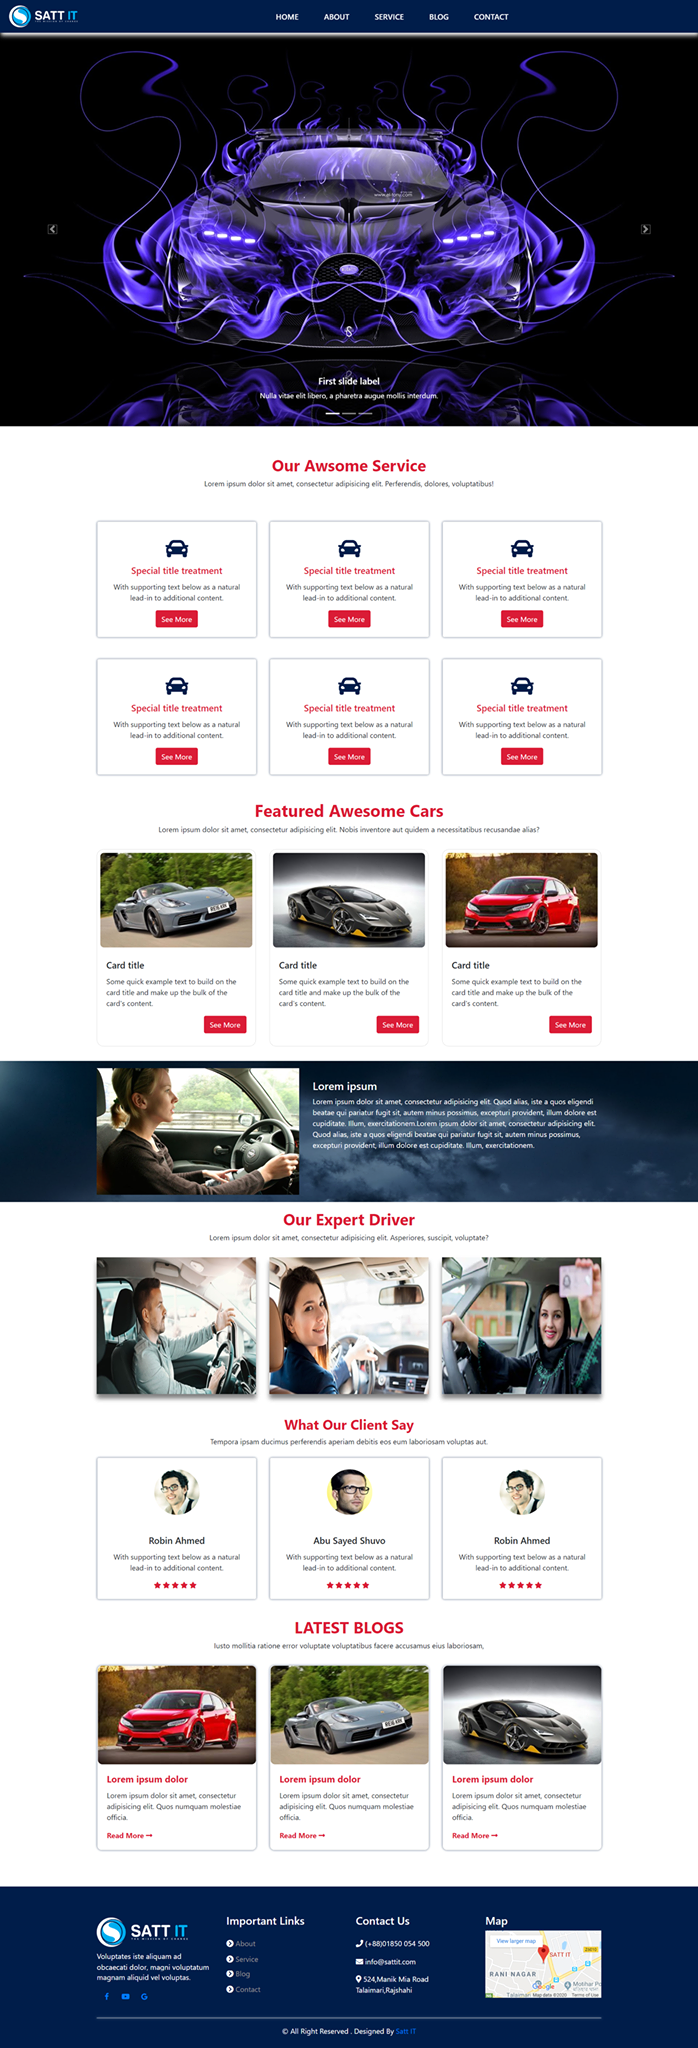 SATT IT
HOME ABOUT SERVICE BLOG CONTACT
First slide label
Nulla vitae elit libero, a pharetra augue mollis interdum.
Our Awsome Service
Lorem ipsum dolor sit amet, consectetur adipisicing elit. Perferendis, dolores, voluptatibus!
Special title treatment
With supporting text below as a natural
lead-in to additional content.
See More
Special title treatment
With supporting text below as a natural
lead-in to additional content.
See More
Special title treatment
With supporting text below as a natural
lead-in to additional content.
See More
Special title treatment
With supporting text below as a natural
lead-in to additional content.
See More
Special title treatment
With supporting text below as a natural
lead-in to additional content.
See More
Special title treatment
With supporting text below as a natural
lead-in to additional content.
See More
Featured Awesome Cars
Lorem ipsum dolor sit amet, consectetur adipisicing elit. Nobis inventore aut quidem a necessitatibus recusandae alias?
Card title
Some quick example text to build on the
card title and make up the bulk of the
card's content.
See More
Card title
Some quick example text to build on the
card title and make up the bulk of the
card's content.
See More
Card title
Some quick example text to build on the
card title and make up the bulk of the
card's content.
See More
Lorem ipsum
Lorem ipsum dolor sit amet, consectetur adipisicing elit. Quod alias, iste a quos eligendi
beatae qui pariatur fugit sit, autem minus possimus, excepturi provident, illum dolore est
cupiditate. Illum, exercitationem.Lorem ipsum dolor sit amet, consectetur adipisicing elit.
Quod alias, iste a quos eligendi beatae qui pariatur fugit sit, autem minus possimus,
excepturi provident, illum dolore est cupiditate. Illum, exercitationem.
Our Expert Driver
Lorem ipsum dolor sit amet, consectetur adipisicing elit. Asperiores, suscipit, voluptate?
What Our Client Say
Tempora ipsam ducimus perferendis aperiam debitis eos eum laboriosam voluptas aut.
Robin Ahmed
With supporting text below as a natural
lead-in to additional content.
Abu Sayed Shuvo
With supporting text below as a natural
lead-in to additional content.
Robin Ahmed
With supporting text below as a natural
lead-in to additional content.
LATEST BLOGS
Iusto mollitia ratione error voluptate voluptatibus facere accusamus eius laboriosam,
Lorem ipsum dolor
Lorem ipsum dolor sit amet, consectetur
adipisicing elit. Quos numquam molestiae
officia.
Read More
Lorem ipsum dolor
Lorem ipsum dolor sit amet, consectetur
adipisicing elit. Quos numquam molestiae
officia.
Read More
Lorem ipsum dolor
Lorem ipsum dolor sit amet, consectetur
adipisicing elit. Quos numquam molestiae
officia.
Read More
SATT IT
Voluptates iste aliquam ad
obcaecati dolor, magni voluptatum
magnam aliquid vel voluptas.
Important Links
About
Service
Blog
Contact
Contact Us
(+88)01850 054 500
info@sattit.com
524,Manik Mia Road
Talaimari,Rajshahi
Map
View larger map
SATT IT
RANI NAGAR
Google
Motihar
Talaimari Map data ©2020 Terms of Use
© All Right Reserved . Designed By Satt IT